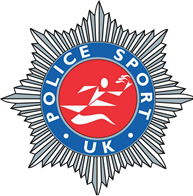 POLICE SPORT
· UK ·